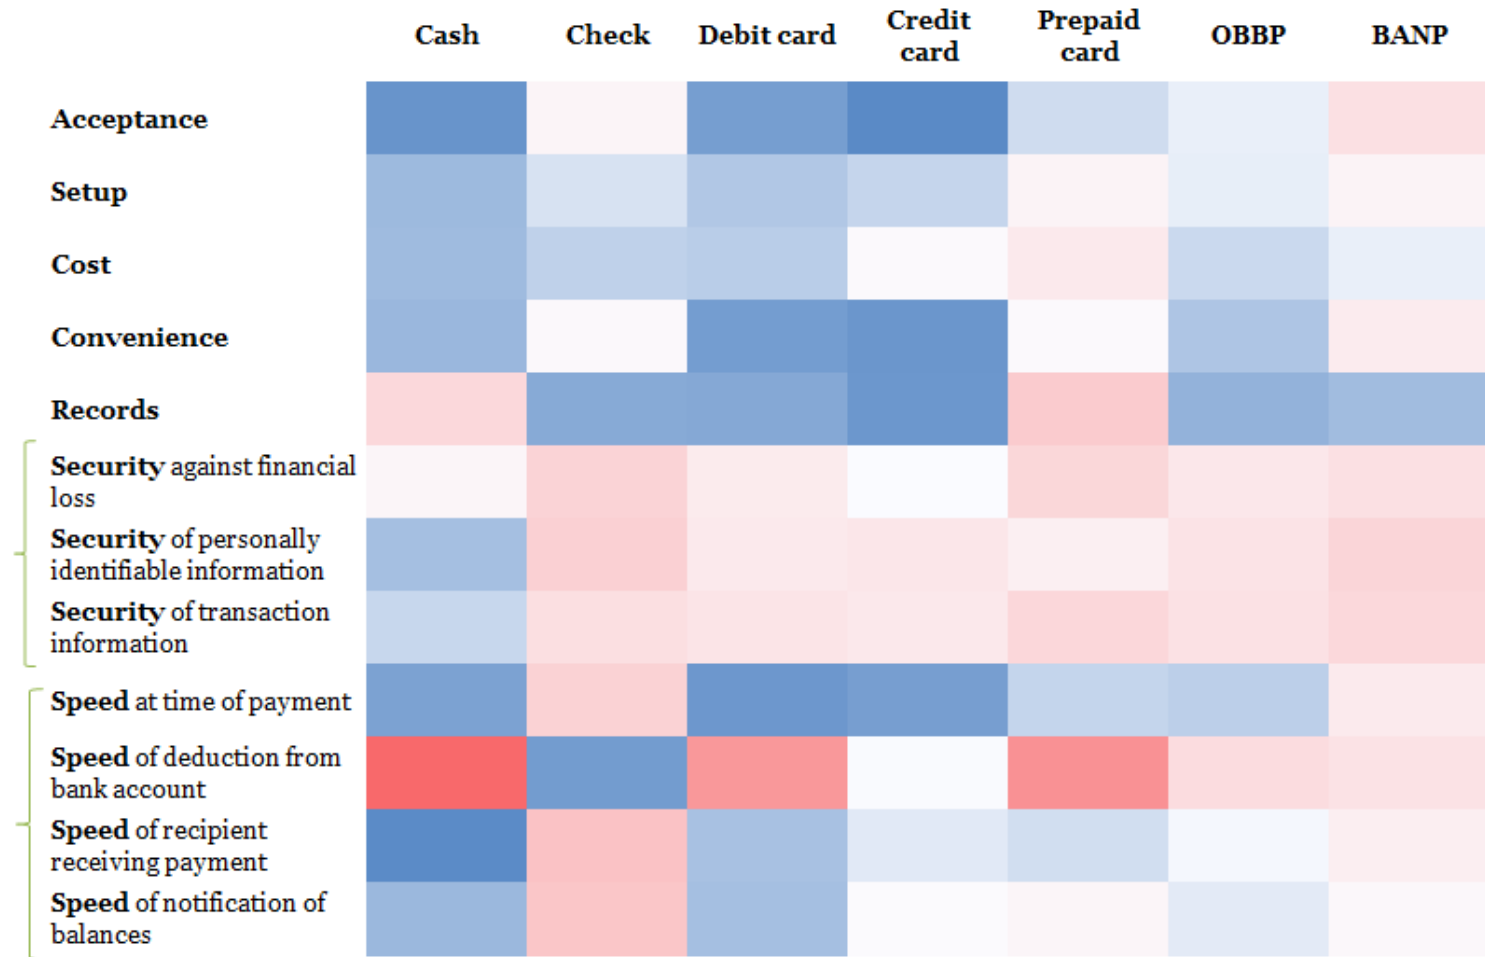 Cash Check Debit card Credit card Prepaid card OBBP BANP
Acceptance
Setup
Cost
Convenience
Records
Security against financial
loss
Security of personally
identifiable information
Security of transaction
information
Speed at time of payment
Speed of deduction from
bank account
Speed of recipient
receiving payment
Speed of notification of
balances